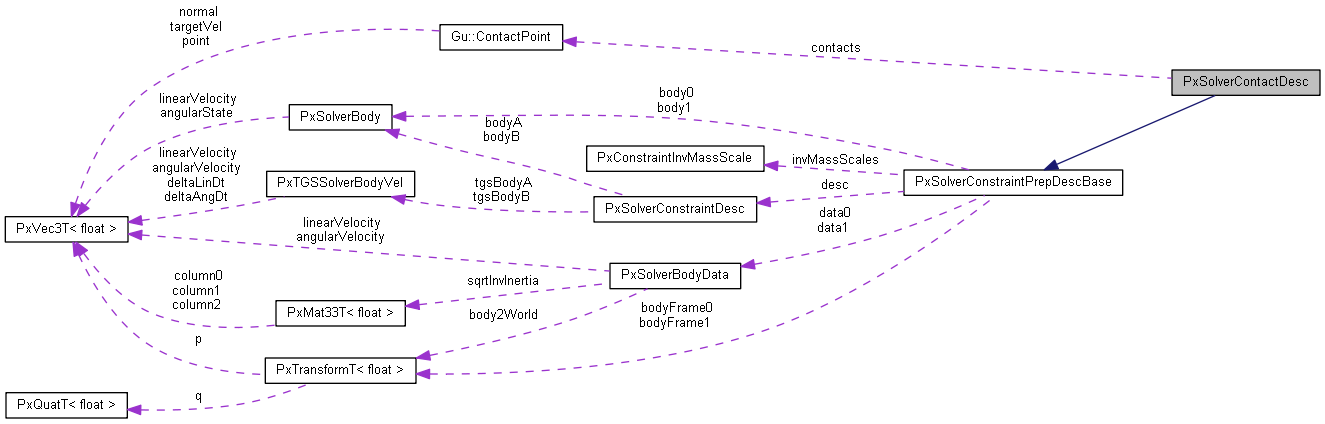 normal
targetVel
point
Gu::ContactPoint
contacts
PxSolverContactDesc
linearVelocity
angularState
PxSolverBody
body0
body1
bodyA
bodyB
PxConstraintInvMassScale
invMassScales
linearVelocity
angularVelocity
deltaLinDt
deltaAngDt
PxTGSSolverBodyVel
tgsBodyA
tgsBodyB
PxSolverConstraintDesc
desc
PxSolverConstraintPrepDescBase
PxVec3T< float >
linearVelocity
angularVelocity
data0
data1
PxSolverBodyData
column0
column1
column2
sqrtInvInertia
PxMat33T< float >
body2World
bodyFrame0
bodyFrame1
p
PxTransformT< float >
q
PxQuatT< float >